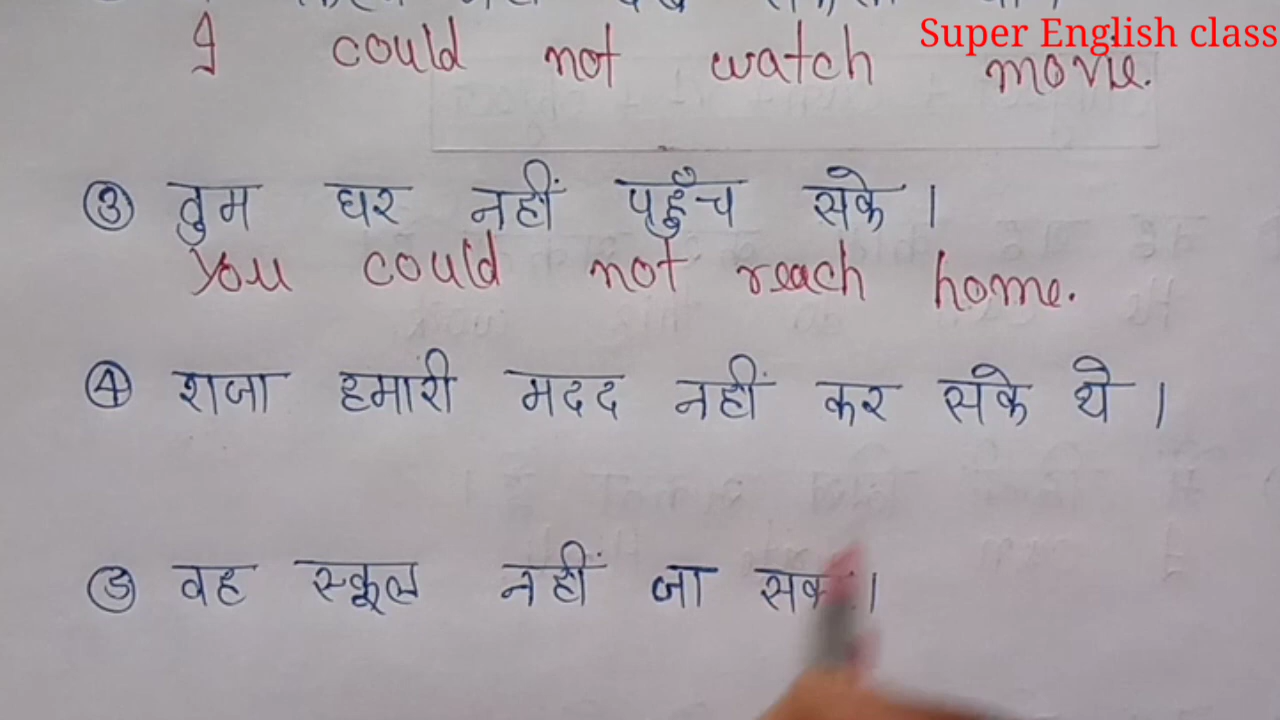 Super English class
I could not watch movie.
③ तुम घर नहीं पहुँच सके।
You could not reach home.
④ राजा हमारी मदद नहीं कर सके थे।
⑤ वह स्कूल नहीं जा